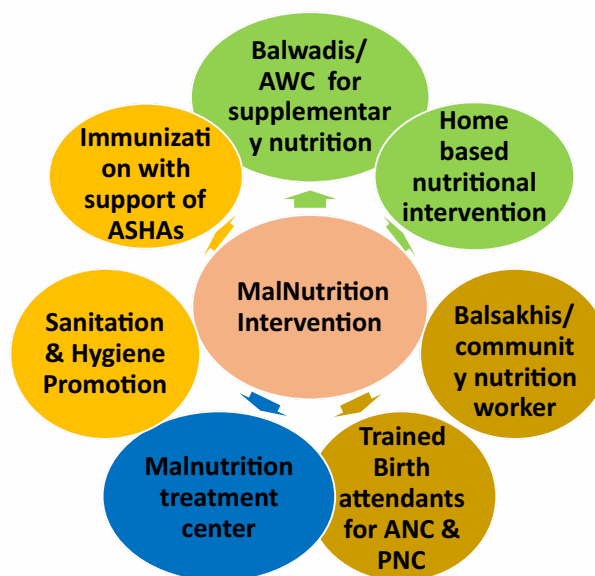 Balwadis/
AWC for
supplementar
y nutrition
Home
based
nutritional
intervention
Balsakhis/
communit
y nutrition
worker
Trained
Birth
attendants
for ANC &
PNC
Malnutrition
treatment
center
Sanitation
& Hygiene
Promotion
Immunizati
on with
support of
ASHAs
MalNutrition
Intervention